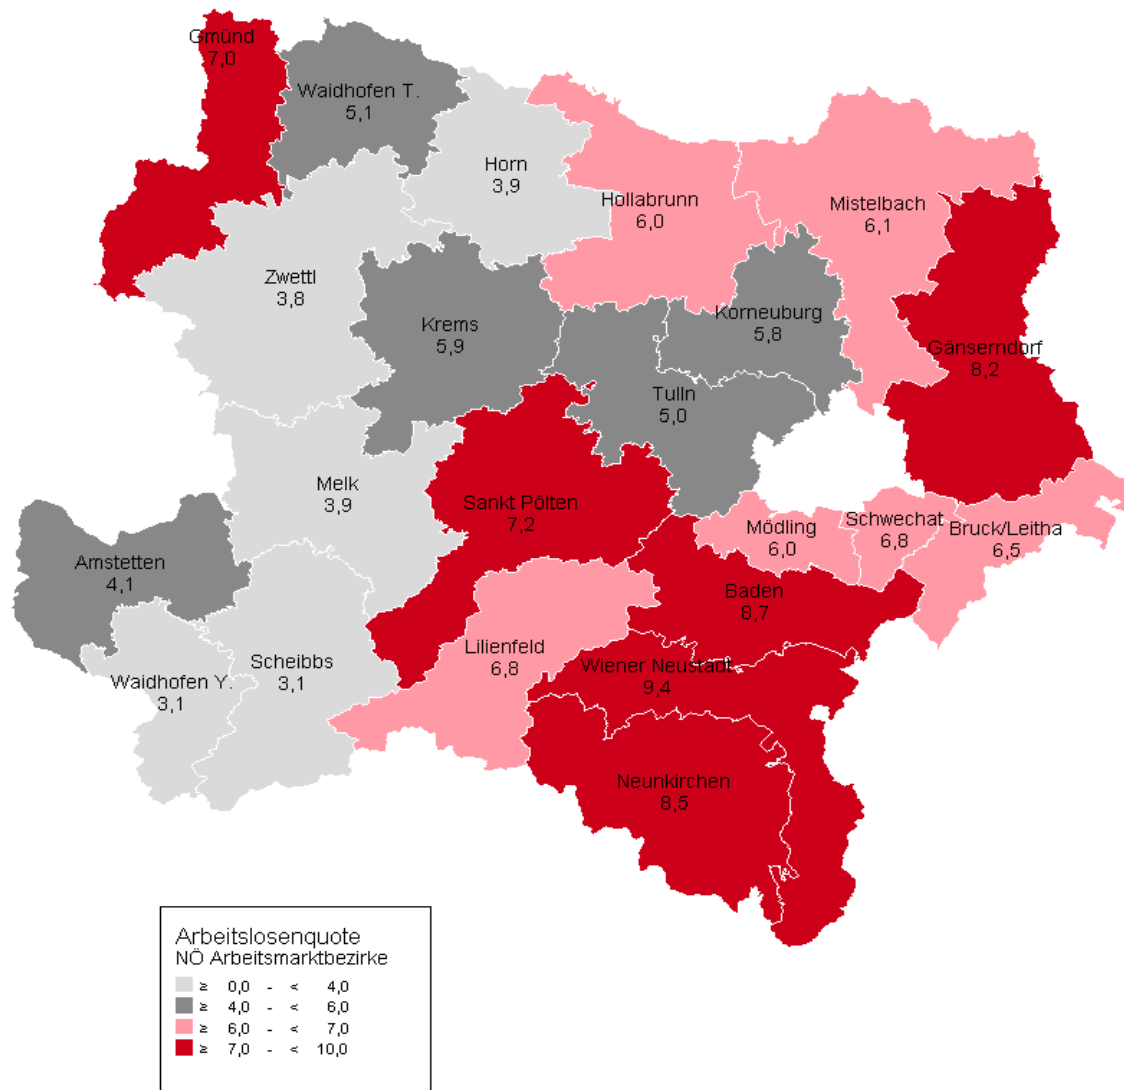 Gmünd
7,0
Waidhofen T.
5,1
Horn
3,9
Hollabrunn
6,0
Mistelbach
6,1
Zwettl
3,8
Krems
5,9
Korneuburg
5,8
Gänserndorf
8,2
Tulln
5,0
Melk
3,9
Sankt Pölten
7,2
Mödling
6,0
Schwechat
6,8
Bruck/Leitha
6,5
Amstetten
4,1
Baden
8,7
Lilienfeld
6,8
Scheibbs
3,1
Wiener Neustadt
9,4
Waidhofen Y.
3,1
Neunkirchen
8,5
Arbeitslosenquote
NÖ Arbeitsmarktbezirke
≥ 0,0 - < 4,0
≥ 4,0 - < 6,0
≥ 6,0 - < 7,0
≥ 7,0 - < 10,0